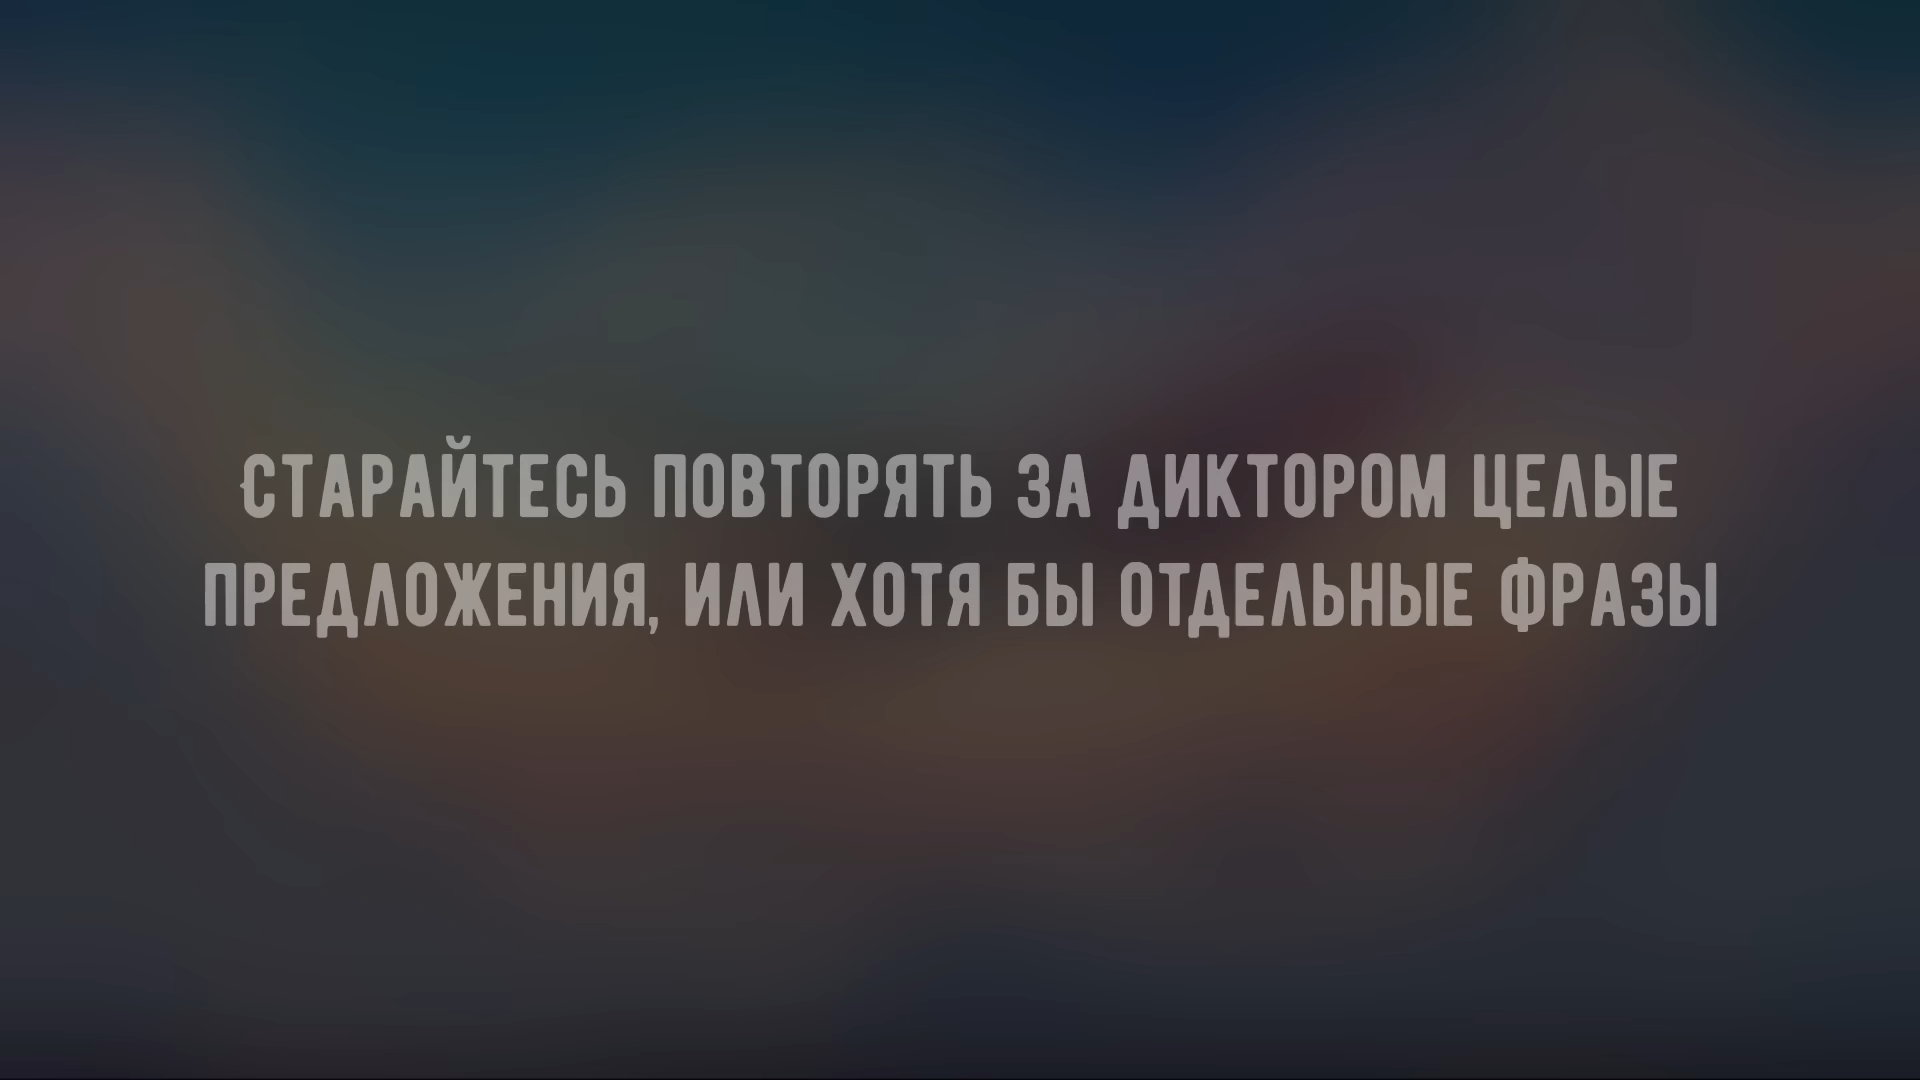 Старайтесь повторять за диктором целые
предложения, или хотя бы отдельные фразы